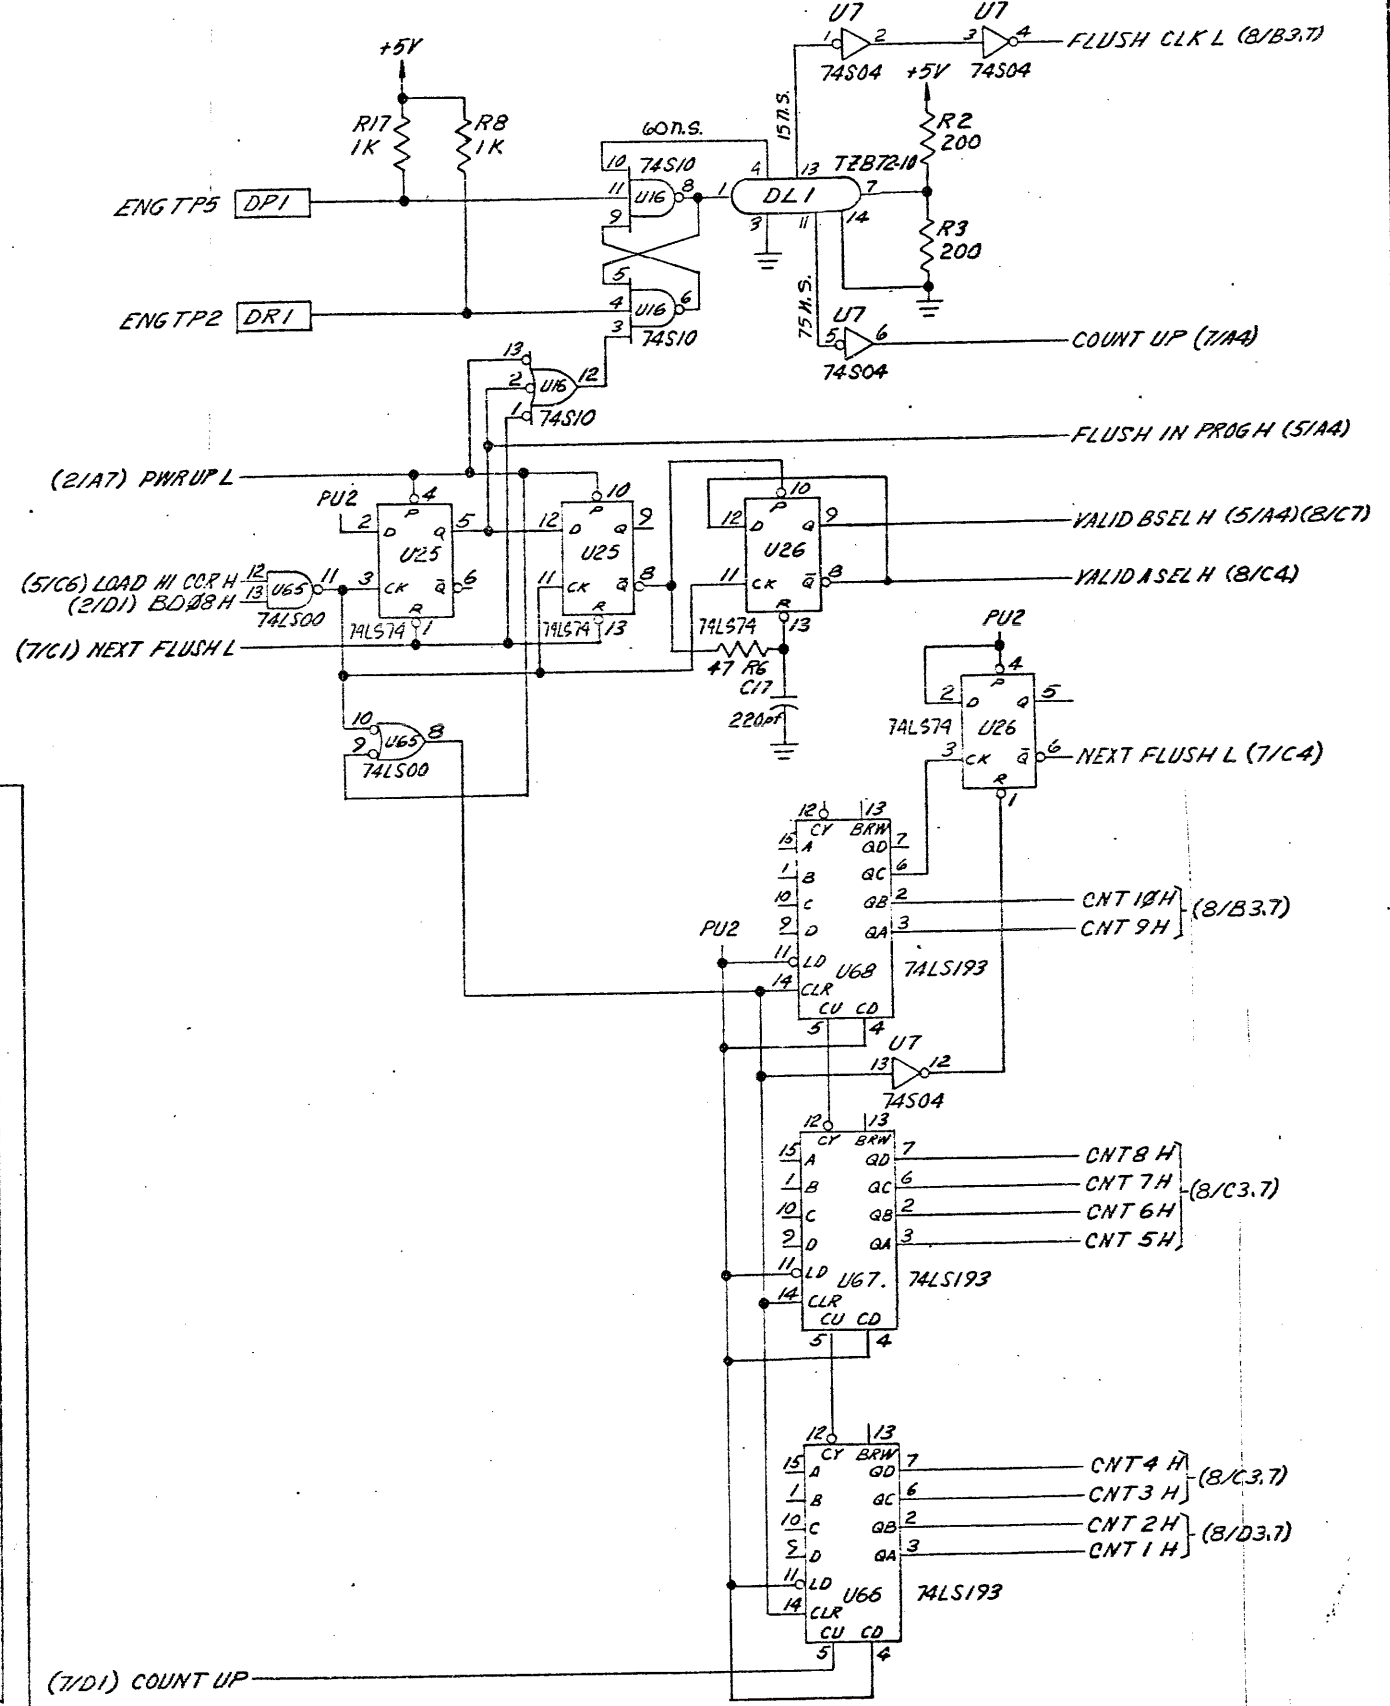 U7 U7
1 2 3 4 FLUSH CLK L (8/B3.7)
74S04 +5V 74S04
+5V
R17 1K R8 1K
60 n.s. 15 n.s.
R2 200
10 74S10 4 13 TZB72-10
ENG TP5 DP1 11 U16 8 1 DL1 7
9 3 11 14
R3 200
5
ENG TP2 DR1 4 U16 6
3 74S10
75 n.s. U7
5 6 COUNT UP (7/A4)
74S04
13
2 U16 12
1 74S10
FLUSH IN PROG H (5/A4)
(2/A7) PWR UP L
PU2 4 10 10
2 D P Q 5 12 D P Q 9 12 D P Q 9 VALID BSEL H (5/A4)(8/C7)
U25 U25 U26
(5/C6) LOAD HI CCR H 12 11 3 CK Q 6 11 CK Q 8 11 CK Q 8 VALID ASEL H (8/C4)
(2/D1) BDØ8 H 13 U65
74LS00 R R R
74LS74 1 74LS74 13 74LS74 13
(7/C1) NEXT FLUSH L
47 R6
C17
220pf
PU2
4
2 D P Q 5
74LS74 U26
3 CK Q 6 NEXT FLUSH L (7/C4)
R
1
10 8
9 U65
74LS00
12 13
CY BRW
15 A QD 7
1 B QC 6
10 C QB 2 CNT 1Ø H
9 D QA 3 CNT 9 H
(8/B3.7)
PU2
11 LD U68 74LS193
14 CLR
CU CD
5 4
U7
13 12
74S04
12 13
CY BRW
15 A QD 7 CNT 8 H
1 B QC 6 CNT 7 H
10 C QB 2 CNT 6 H
9 D QA 3 CNT 5 H
(8/C3.7)
11 LD U67. 74LS193
14 CLR
CU CD
5 4
12 13
CY BRW
15 A QD 7 CNT 4 H
1 B QC 6 CNT 3 H
(8/C3.7)
10 C QB 2 CNT 2 H
9 D QA 3 CNT 1 H
(8/D3.7)
11 LD U66 74LS193
14 CLR
CU CD
5 4
(7/D1) COUNT UP